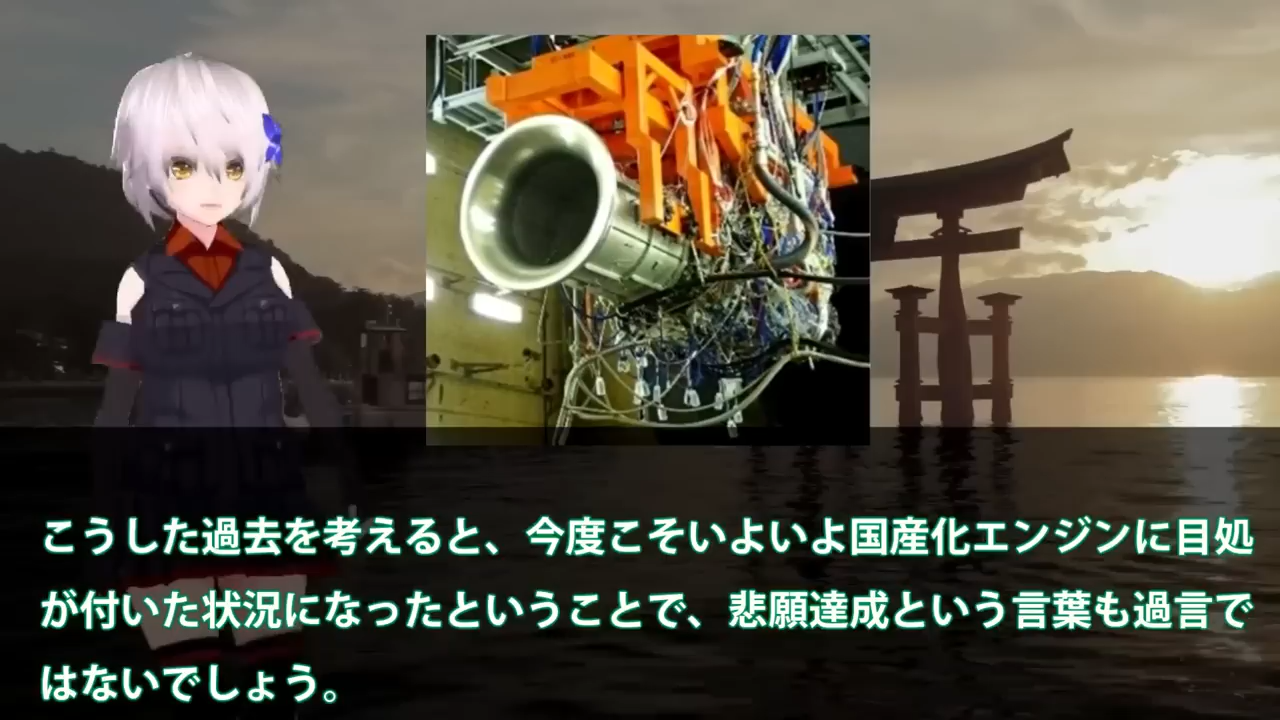 こうした過去を考えると、今度こそいよいよ国産化エンジンに目処
が付いた状況になったということで、悲願達成という言葉も過言で
はないでしょう。